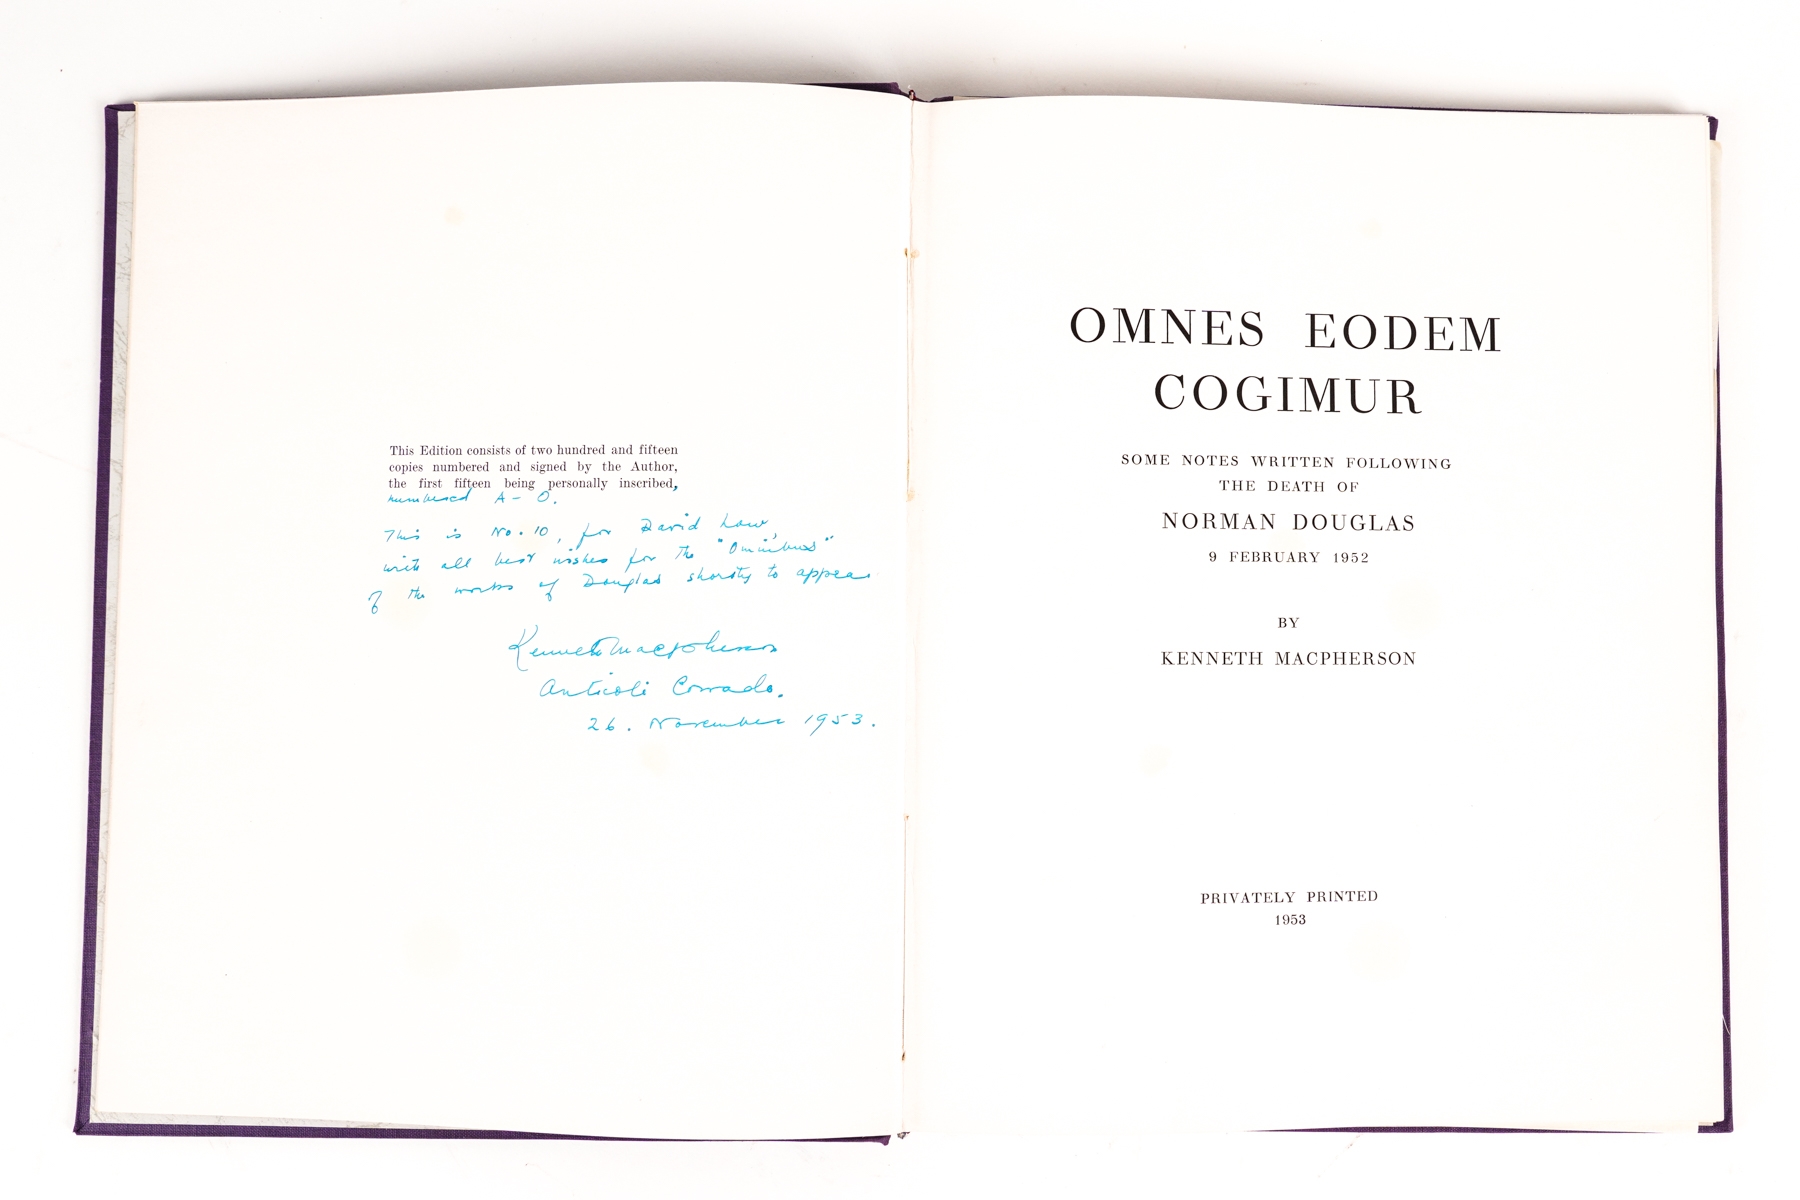 This Edition consists of two hundred and fifteen
copies numbered and signed by the Author,
the first fifteen being personally inscribed,
numbered A - O.
This is No. 10, for David Low,
with all best wishes for the "Omnibus"
of the works of Douglas shortly to appear
Kenneth Macpherson
Anticoli Corrado.
26. November 1953.
OMNES EODEM
COGIMUR
SOME NOTES WRITTEN FOLLOWING
THE DEATH OF
NORMAN DOUGLAS
9 FEBRUARY 1952
BY
KENNETH MACPHERSON
PRIVATELY PRINTED
1953